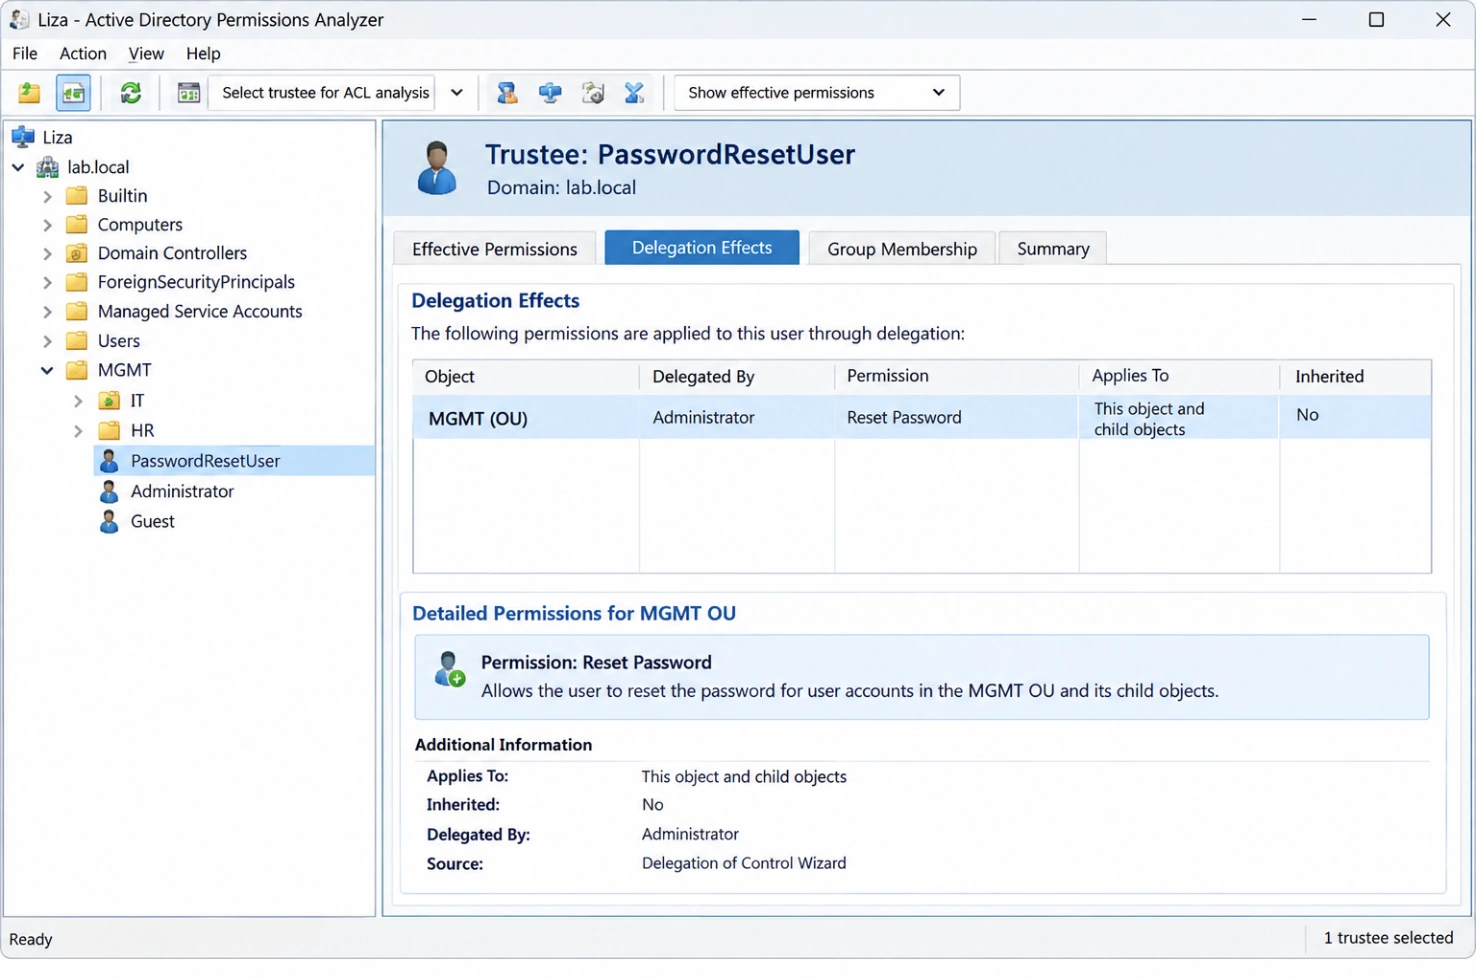 Liza - Active Directory Permissions Analyzer
File Action View Help
Select trustee for ACL analysis
Show effective permissions
Liza
lab.local
Builtin
Computers
Domain Controllers
ForeignSecurityPrincipals
Managed Service Accounts
Users
MGMT
IT
HR
PasswordResetUser
Administrator
Guest
Trustee: PasswordResetUser
Domain: lab.local
Effective Permissions Delegation Effects Group Membership Summary
Delegation Effects
The following permissions are applied to this user through delegation:
Object Delegated By Permission Applies To Inherited
MGMT (OU) Administrator Reset Password This object and child objects No
Detailed Permissions for MGMT OU
Permission: Reset Password
Allows the user to reset the password for user accounts in the MGMT OU and its child objects.
Additional Information
Applies To: This object and child objects
Inherited: No
Delegated By: Administrator
Source: Delegation of Control Wizard
Ready
1 trustee selected